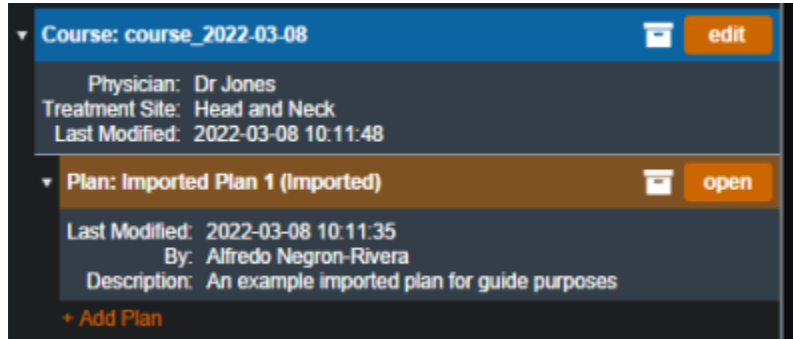 Course: course_2022-03-08 edit
Physician: Dr Jones
Treatment Site: Head and Neck
Last Modified: 2022-03-08 10:11:48
Plan: Imported Plan 1 (Imported) open
Last Modified: 2022-03-08 10:11:35
By: Alfredo Negron-Rivera
Description: An example imported plan for guide purposes
+ Add Plan